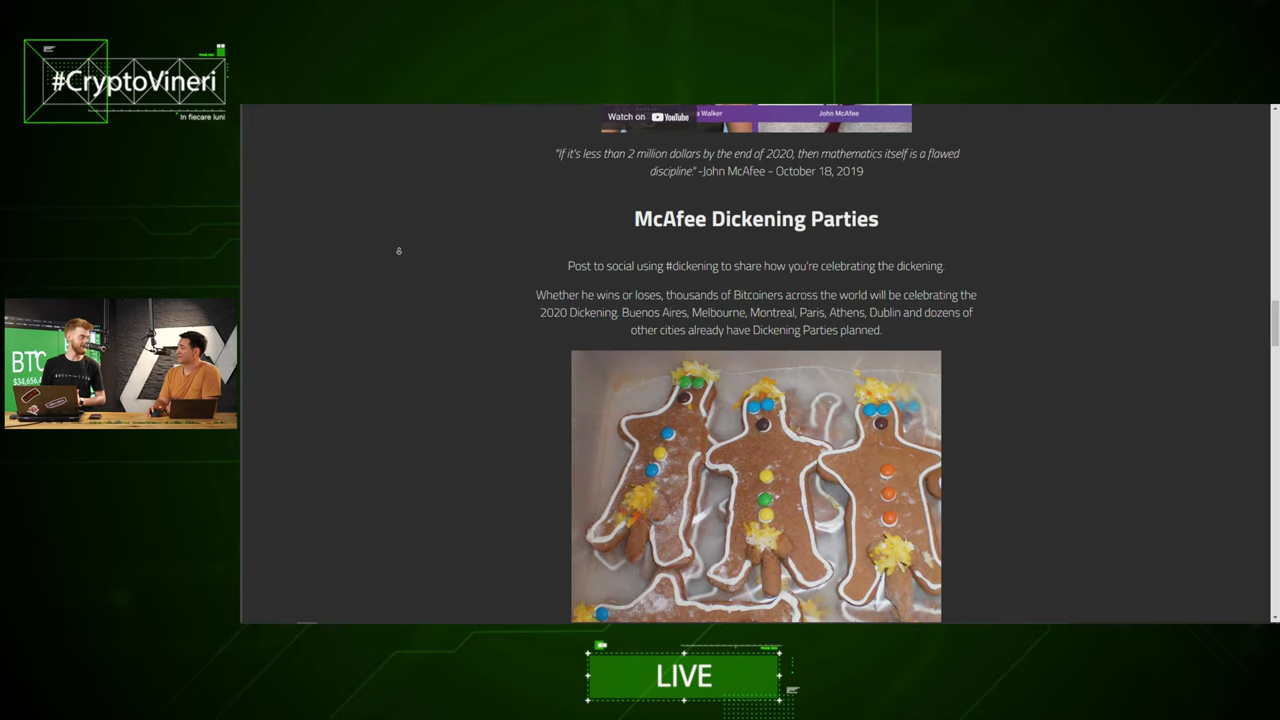 #CryptoVineri
în fiecare luni
Watch on YouTube
a Walker
John McAfee
"If it's less than 2 million dollars by the end of 2020, then mathematics itself is a flawed
discipline." -John McAfee - October 18, 2019
McAfee Dickening Parties
Post to social using #dickening to share how you're celebrating the dickening.
Whether he wins or loses, thousands of Bitcoiners across the world will be celebrating the
2020 Dickening. Buenos Aires, Melbourne, Montreal, Paris, Athens, Dublin and dozens of
other cities already have Dickening Parties planned.
BTC
$34,656.
LIVE